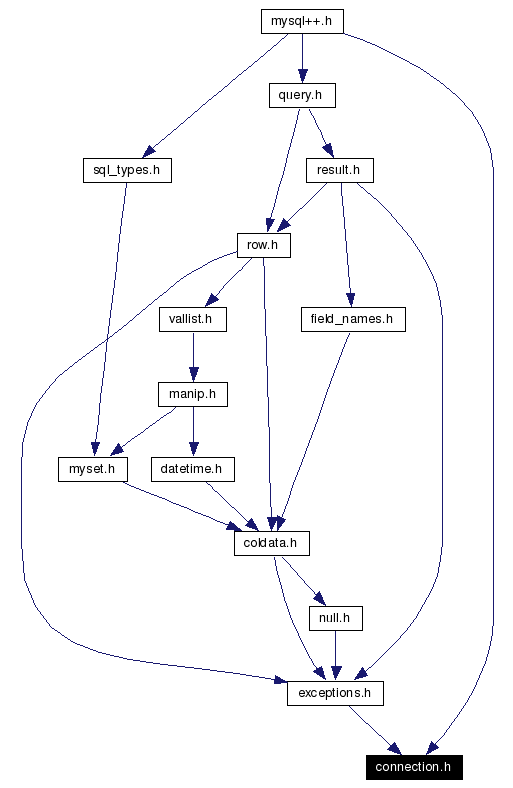 mysql++.h
query.h
sql_types.h
result.h
row.h
vallist.h
field_names.h
manip.h
myset.h
datetime.h
coldata.h
null.h
exceptions.h
connection.h